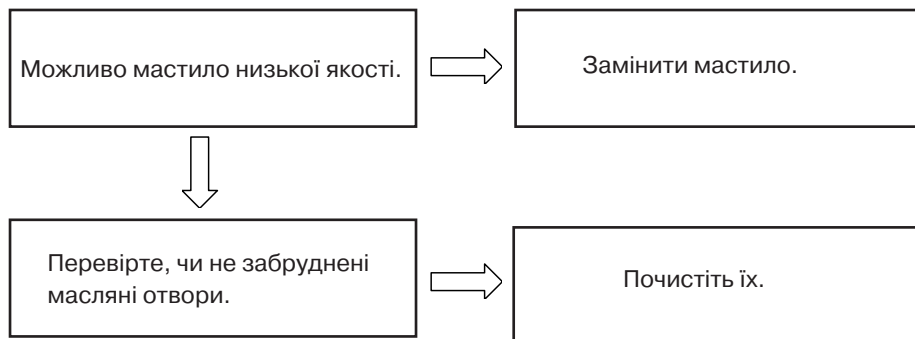 Можливо мастило низької якості.
Замінити мастило.
Перевірте, чи не забруднені
масляні отвори.
Почистіть їх.